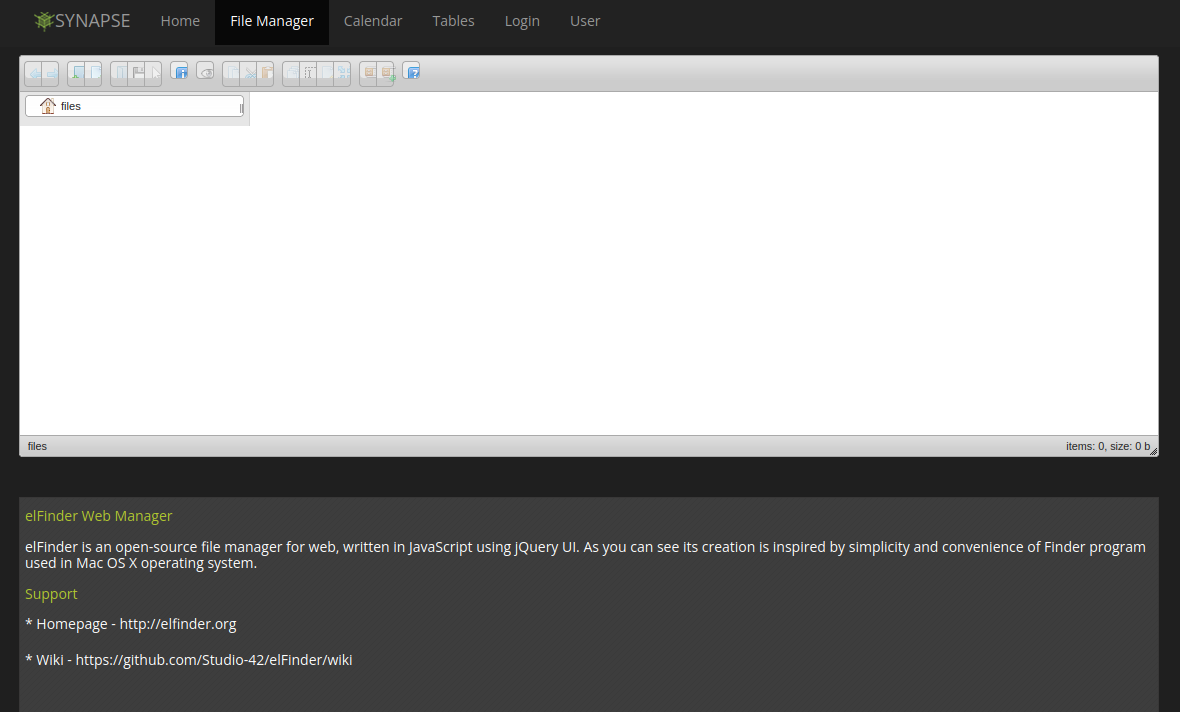 SYNAPSE Home File Manager Calendar Tables Login User
files
files items: 0, size: 0 b
elFinder Web Manager
elFinder is an open-source file manager for web, written in JavaScript using jQuery UI. As you can see its creation is inspired by simplicity and convenience of Finder program
used in Mac OS X operating system.
Support
* Homepage - http://elfinder.org
* Wiki - https://github.com/Studio-42/elFinder/wiki